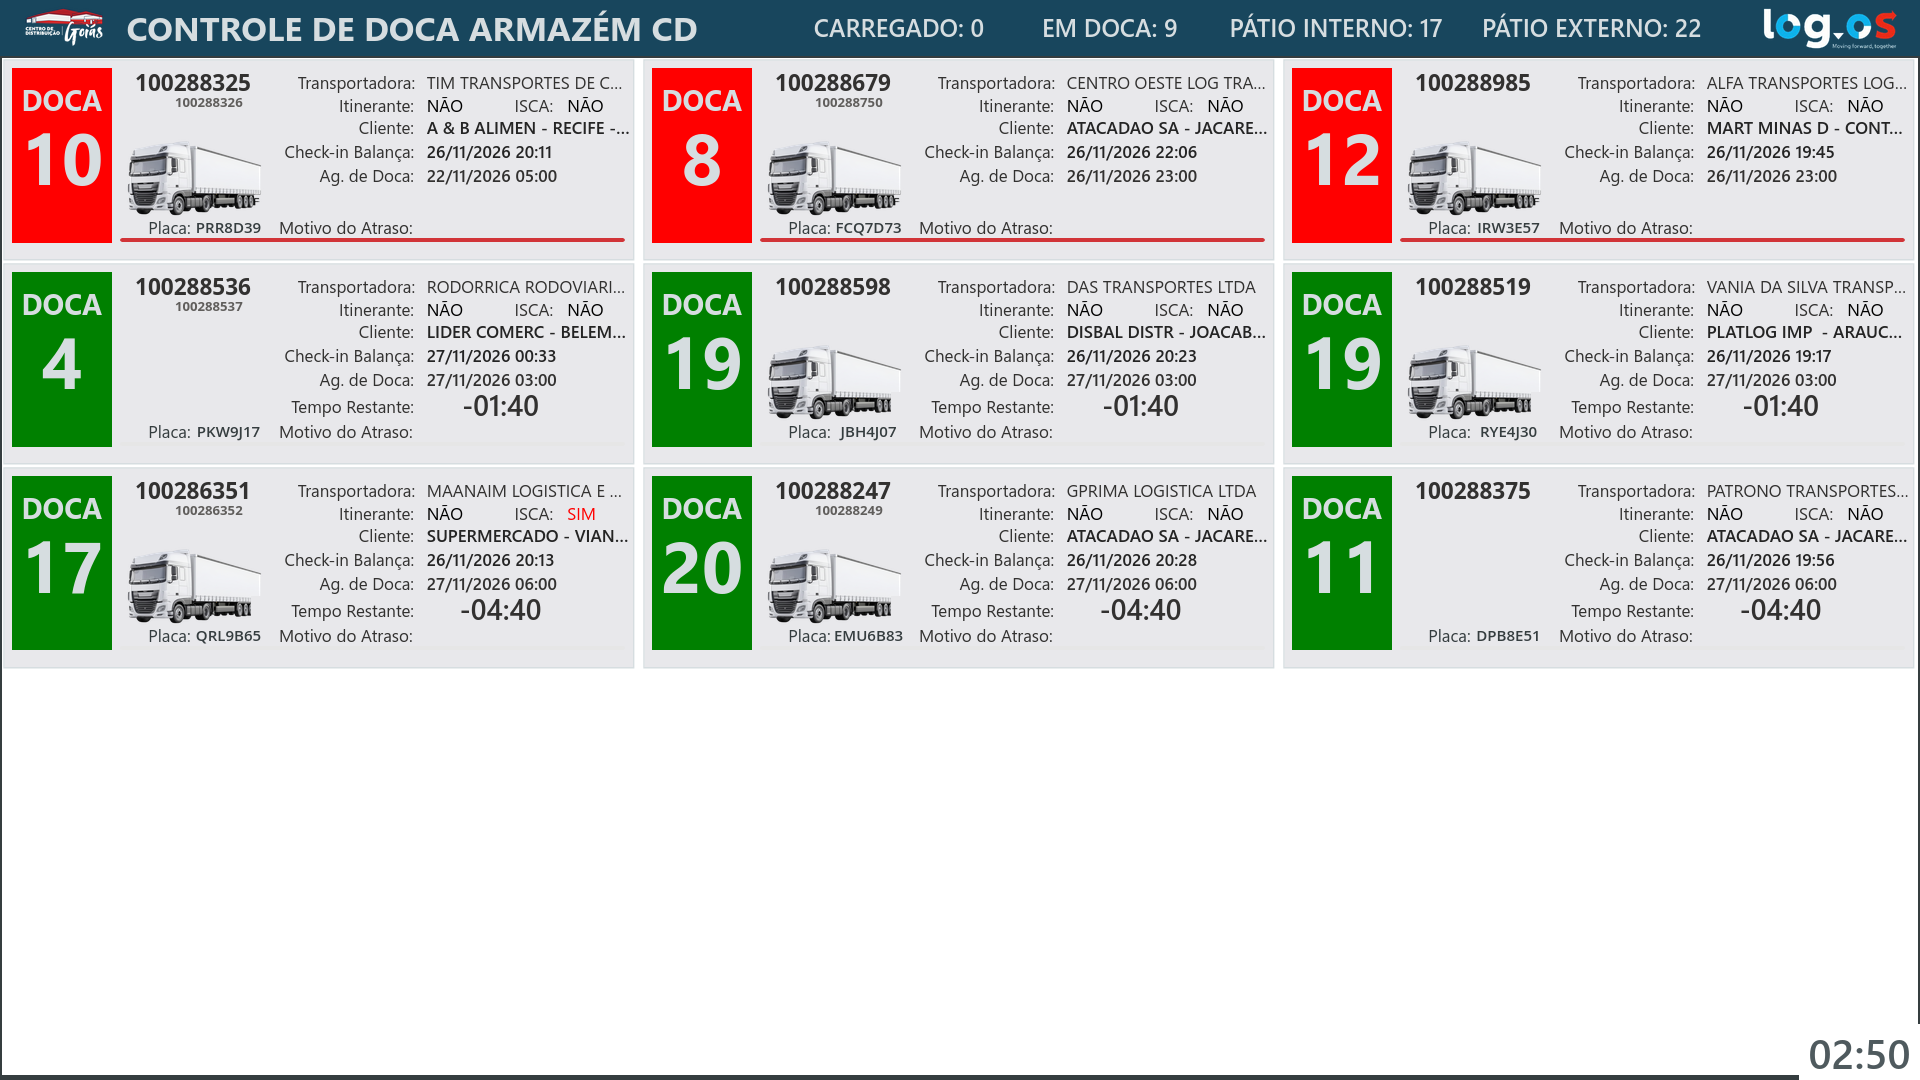 CENTRO DE DISTRIBUIÇÃO Goiás
CONTROLE DE DOCA ARMAZÉM CD
CARREGADO: 0
EM DOCA: 9
PÁTIO INTERNO: 17
PÁTIO EXTERNO: 22
log.os
Moving forward, together
DOCA
10
100288325
100288326
Transportadora: TIM TRANSPORTES DE C...
Itinerante: NÃO ISCA: NÃO
Cliente: A & B ALIMEN - RECIFE -...
Check-in Balança: 26/11/2026 20:11
Ag. de Doca: 22/11/2026 05:00
Placa: PRR8D39 Motivo do Atraso:
DOCA
8
100288679
100288750
Transportadora: CENTRO OESTE LOG TRA...
Itinerante: NÃO ISCA: NÃO
Cliente: ATACADAO SA - JACARE...
Check-in Balança: 26/11/2026 22:06
Ag. de Doca: 26/11/2026 23:00
Placa: FCQ7D73 Motivo do Atraso:
DOCA
12
100288985
Transportadora: ALFA TRANSPORTES LOG...
Itinerante: NÃO ISCA: NÃO
Cliente: MART MINAS D - CONT...
Check-in Balança: 26/11/2026 19:45
Ag. de Doca: 26/11/2026 23:00
Placa: IRW3E57 Motivo do Atraso:
DOCA
4
100288536
100288537
Transportadora: RODORRICA RODOVIARI...
Itinerante: NÃO ISCA: NÃO
Cliente: LIDER COMERC - BELEM...
Check-in Balança: 27/11/2026 00:33
Ag. de Doca: 27/11/2026 03:00
Tempo Restante: -01:40
Placa: PKW9J17 Motivo do Atraso:
DOCA
19
100288598
Transportadora: DAS TRANSPORTES LTDA
Itinerante: NÃO ISCA: NÃO
Cliente: DISBAL DISTR - JOACAB...
Check-in Balança: 26/11/2026 20:23
Ag. de Doca: 27/11/2026 03:00
Tempo Restante: -01:40
Placa: JBH4J07 Motivo do Atraso:
DOCA
19
100288519
Transportadora: VANIA DA SILVA TRANSP...
Itinerante: NÃO ISCA: NÃO
Cliente: PLATLOG IMP - ARAUC...
Check-in Balança: 26/11/2026 19:17
Ag. de Doca: 27/11/2026 03:00
Tempo Restante: -01:40
Placa: RYE4J30 Motivo do Atraso:
DOCA
17
100286351
100286352
Transportadora: MAANAIM LOGISTICA E ...
Itinerante: NÃO ISCA: SIM
Cliente: SUPERMERCADO - VIAN...
Check-in Balança: 26/11/2026 20:13
Ag. de Doca: 27/11/2026 06:00
Tempo Restante: -04:40
Placa: QRL9B65 Motivo do Atraso:
DOCA
20
100288247
100288249
Transportadora: GPRIMA LOGISTICA LTDA
Itinerante: NÃO ISCA: NÃO
Cliente: ATACADAO SA - JACARE...
Check-in Balança: 26/11/2026 20:28
Ag. de Doca: 27/11/2026 06:00
Tempo Restante: -04:40
Placa: EMU6B83 Motivo do Atraso:
DOCA
11
100288375
Transportadora: PATRONO TRANSPORTES...
Itinerante: NÃO ISCA: NÃO
Cliente: ATACADAO SA - JACARE...
Check-in Balança: 26/11/2026 19:56
Ag. de Doca: 27/11/2026 06:00
Tempo Restante: -04:40
Placa: DPB8E51 Motivo do Atraso:
02:50